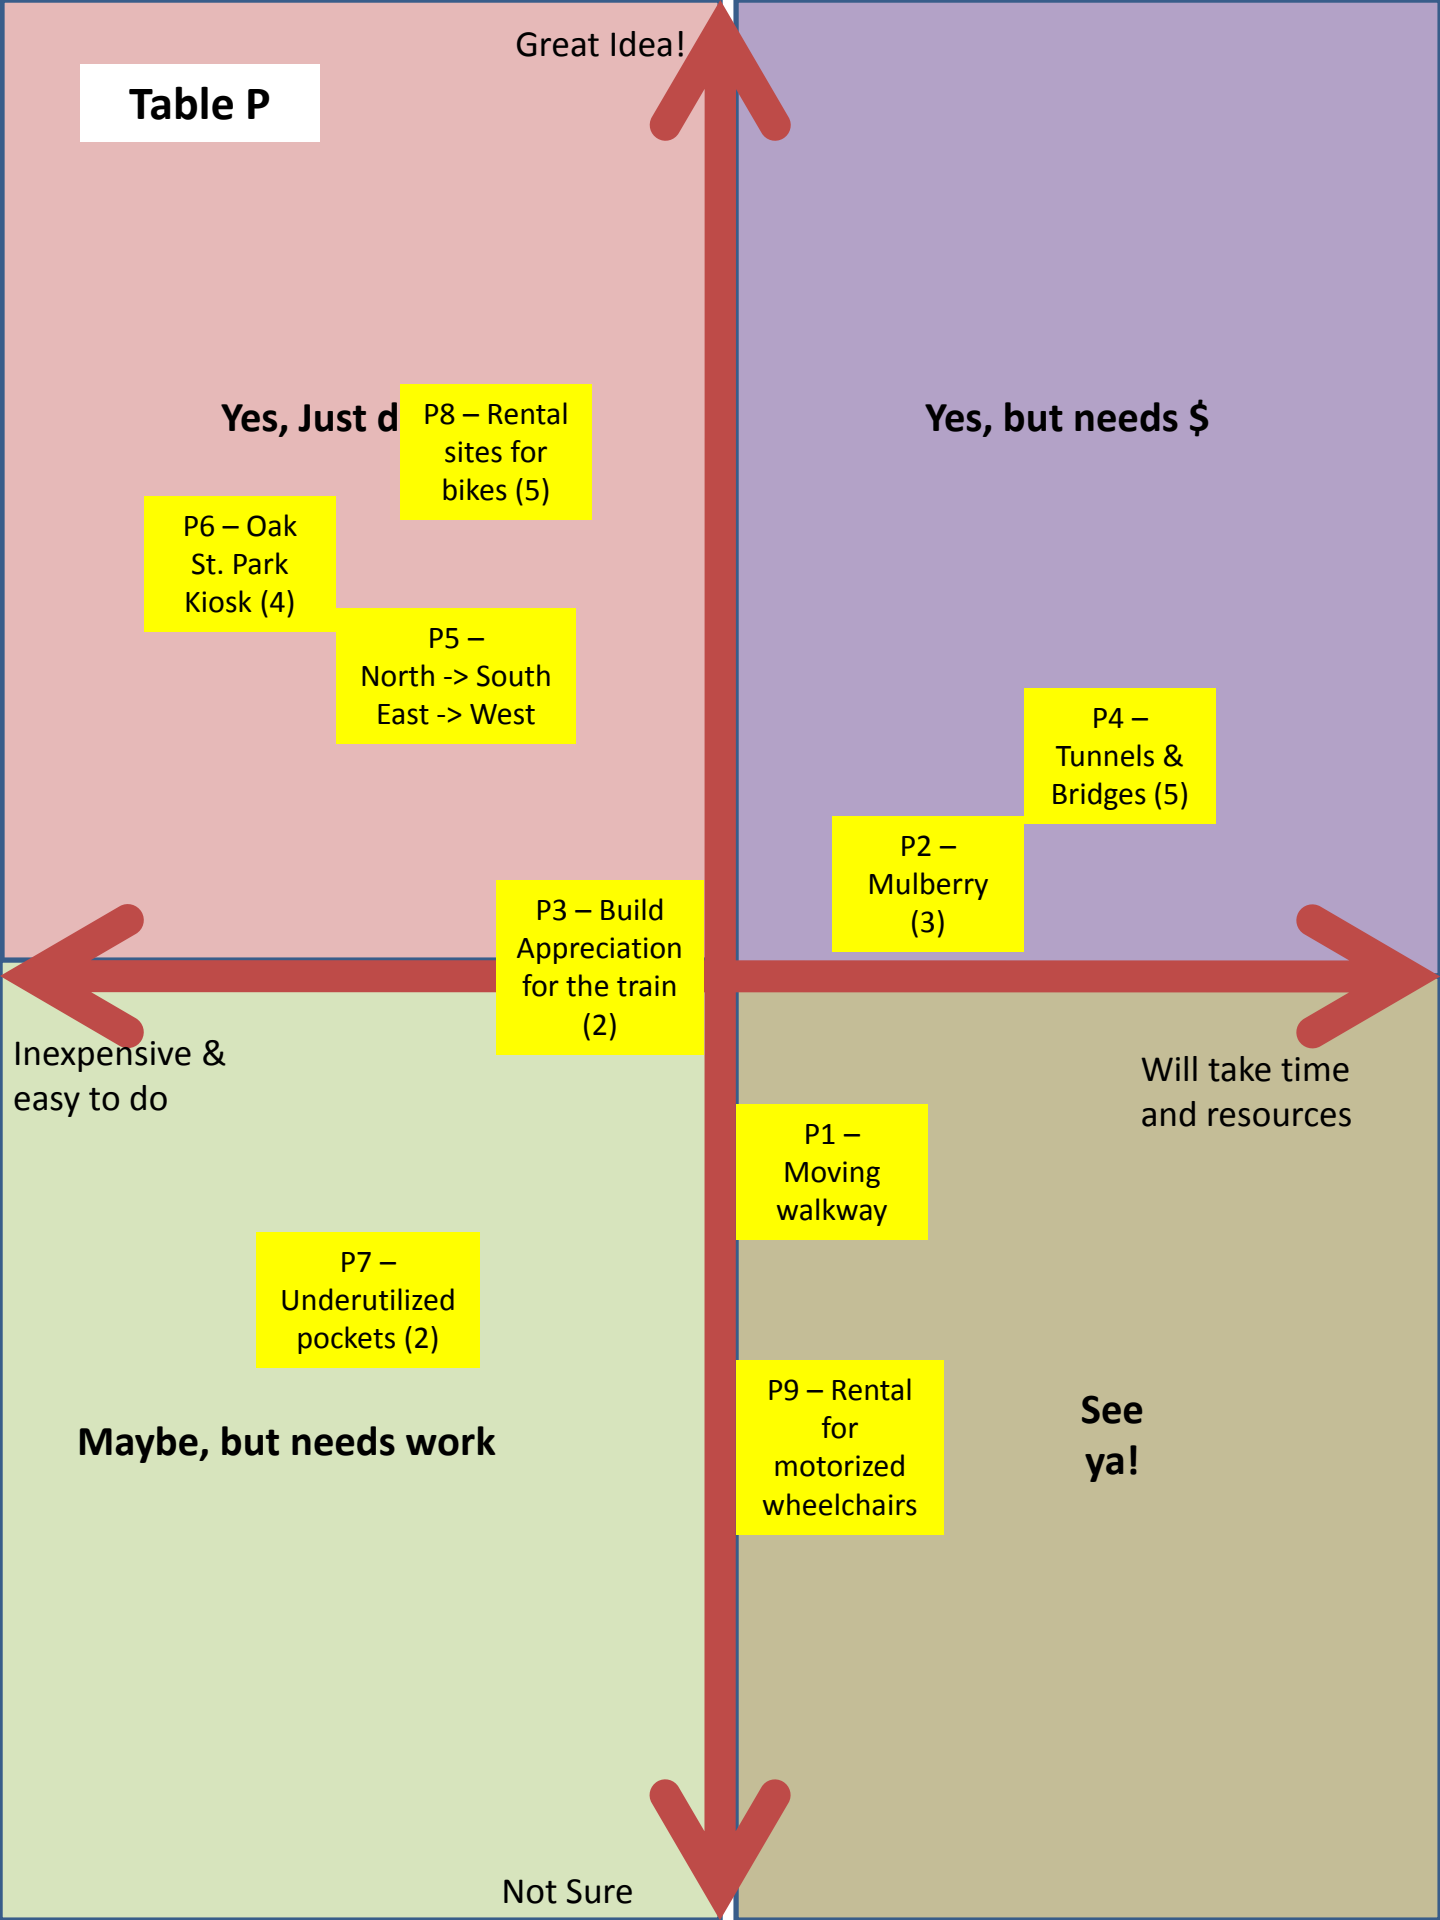 Great Idea!
Table P
Yes, Just d
P8 – Rental
sites for
bikes (5)
Yes, but needs $
P6 – Oak
St. Park
Kiosk (4)
P5 –
North -> South
East -> West
P4 –
Tunnels &
Bridges (5)
P2 –
Mulberry
(3)
P3 – Build
Appreciation
for the train
(2)
Inexpensive &
easy to do
Will take time
and resources
P1 –
Moving
walkway
P7 –
Underutilized
pockets (2)
P9 – Rental
for
motorized
wheelchairs
See
ya!
Maybe, but needs work
Not Sure